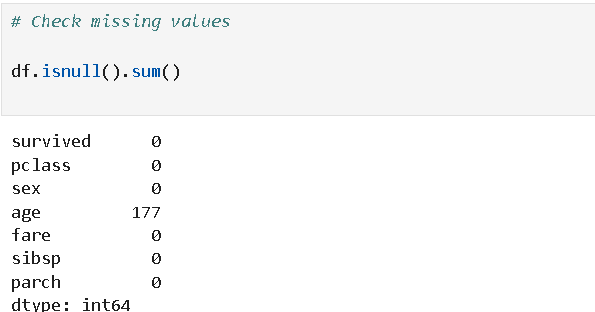 # Check missing values
df.isnull().sum()
survived 0
pclass 0
sex 0
age 177
fare 0
sibsp 0
parch 0
dtype: int64